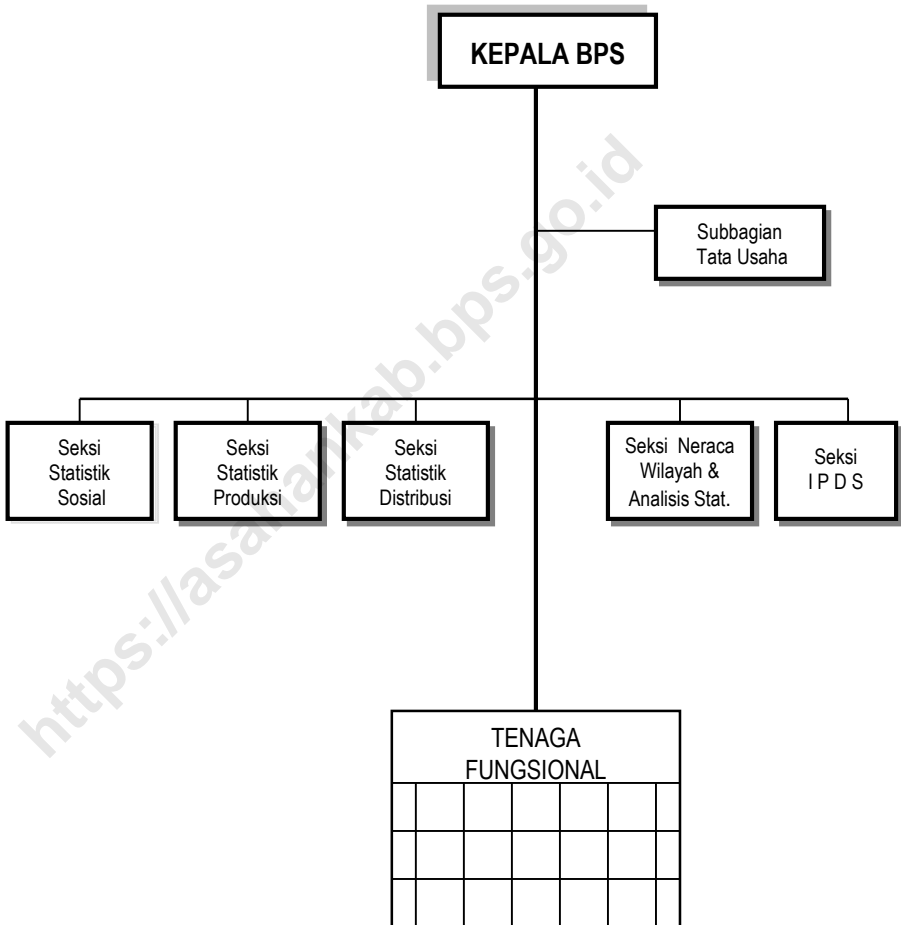 KEPALA BPS
Subbagian
Tata Usaha
Seksi
Statistik
Sosial
Seksi
Statistik
Produksi
Seksi
Statistik
Distribusi
Seksi Neraca
Wilayah &
Analisis Stat.
Seksi
I P D S
TENAGA
FUNGSIONAL
https://asahankab.bps.go.id